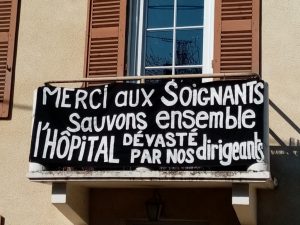 MERCI AUX SOIGNANTS
SAUVONS ensemble
l'HÔPITAL DÉVASTÉ
PAR NOS dirigeants